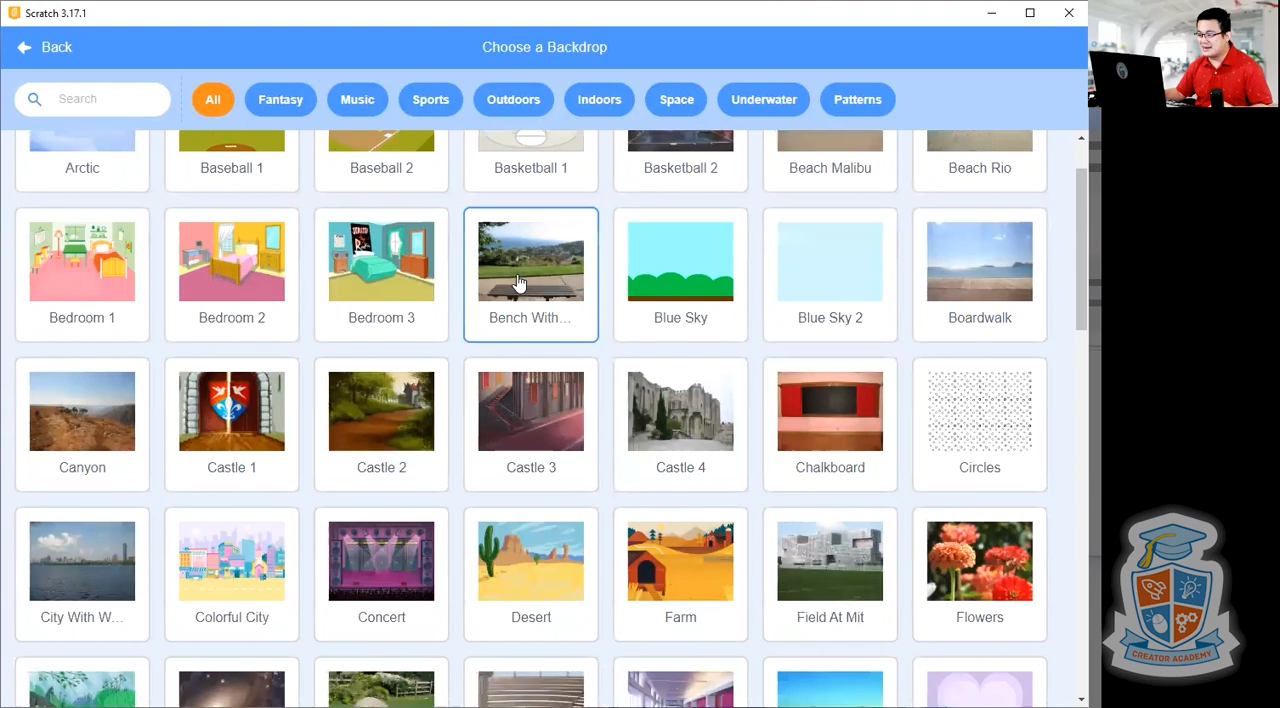 Scratch 3.17.1
Back
Choose a Backdrop
Search
All
Fantasy
Music
Sports
Outdoors
Indoors
Space
Underwater
Patterns
Arctic
Baseball 1
Baseball 2
Basketball 1
Basketball 2
Beach Malibu
Beach Rio
Bedroom 1
Bedroom 2
Bedroom 3
Bench With...
Blue Sky
Blue Sky 2
Boardwalk
Canyon
Castle 1
Castle 2
Castle 3
Castle 4
Chalkboard
Circles
City With W...
Colorful City
Concert
Desert
Farm
Field At Mit
Flowers
CREATOR ACADEMY